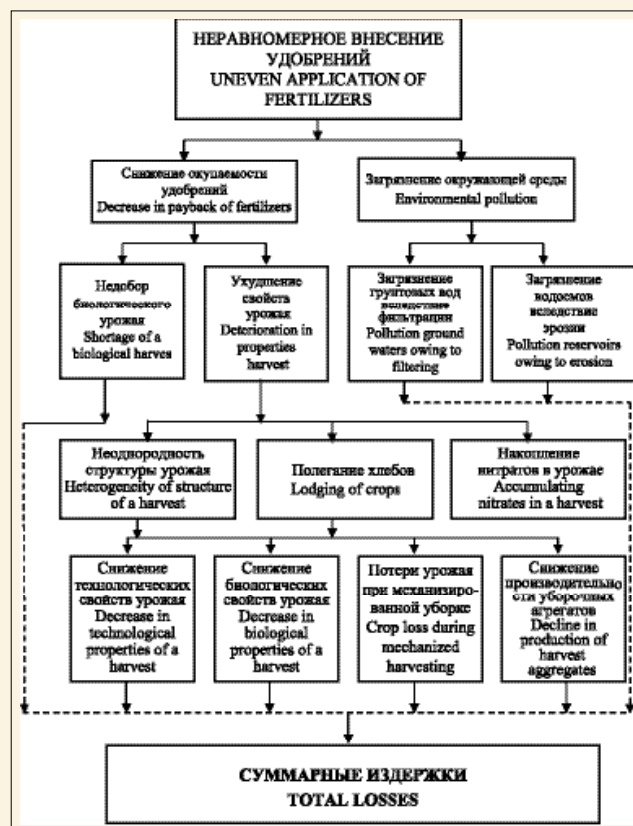 НЕРАВНОМЕРНОЕ ВНЕСЕНИЕ
УДОБРЕНИЙ
UNEVEN APPLICATION OF
FERTILIZERS
Снижение окупаемости
удобрений
Decrease in payback of fertilizers
Загрязнение окружающей среды
Environmental pollution
Недобор
биологического
урожая
Shortage of a
biological harves
Ухудшение
свойств
урожая
Deterioration in
properties
harvest
Загрязнение
грунтовых вод
вследствие
фильтрации
Pollution ground
waters owing to
filtering
Загрязнение
водоемов
вследствие
эрозии
Pollution reservoirs
owing to erosion
Неоднородность
структуры урожая
Heterogeneity of structure
of a harvest
Полегание хлебов
Lodging of crops
Накопление
нитратов в урожае
Accumulating
nitrates in a harvest
Снижение
технологических
свойств урожая
Decrease in
technological
properties of a
harvest
Снижение
биологических
свойств урожая
Decrease in
biological
properties of a
harvest
Потери урожая
при механизиро-
ванной уборке
Crop loss during
mechanized
harvesting
Снижение
производительно
сти уборочных
агрегатов
Decline in
production of
harvest
aggregates
СУММАРНЫЕ ИЗДЕРЖКИ
TOTAL LOSSES